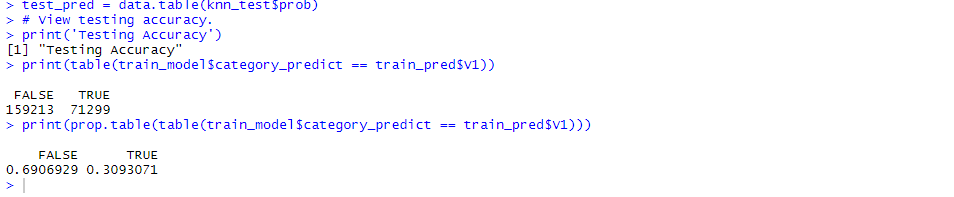 > test_pred = data.table(knn_test$prob)
> # View testing accuracy.
> print('Testing Accuracy')
[1] "Testing Accuracy"
> print(table(train_model$category_predict == train_pred$V1))
FALSE TRUE
159213 71299
> print(prop.table(table(train_model$category_predict == train_pred$V1)))
FALSE TRUE
0.6906929 0.3093071
>